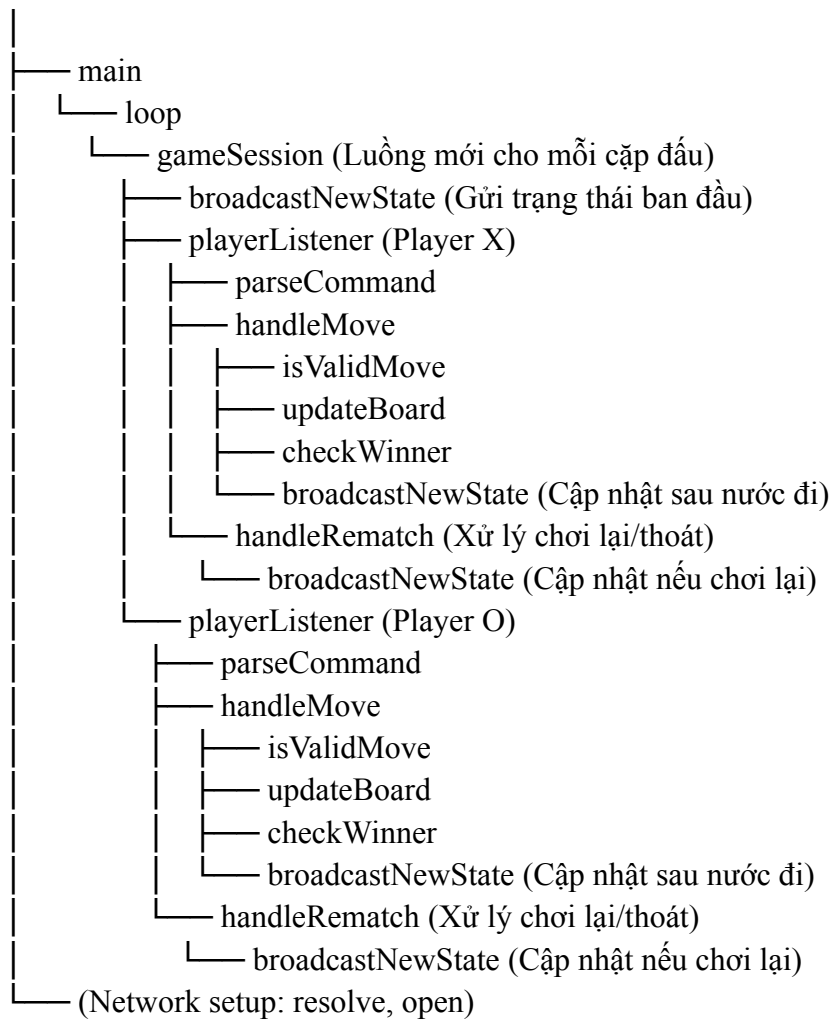 main
loop
gameSession (Luồng mới cho mỗi cặp đấu)
broadcastNewState (Gửi trạng thái ban đầu)
playerListener (Player X)
parseCommand
handleMove
isValidMove
updateBoard
checkWinner
broadcastNewState (Cập nhật sau nước đi)
handleRematch (Xử lý chơi lại/thoát)
broadcastNewState (Cập nhật nếu chơi lại)
playerListener (Player O)
parseCommand
handleMove
isValidMove
updateBoard
checkWinner
broadcastNewState (Cập nhật sau nước đi)
handleRematch (Xử lý chơi lại/thoát)
broadcastNewState (Cập nhật nếu chơi lại)
(Network setup: resolve, open)